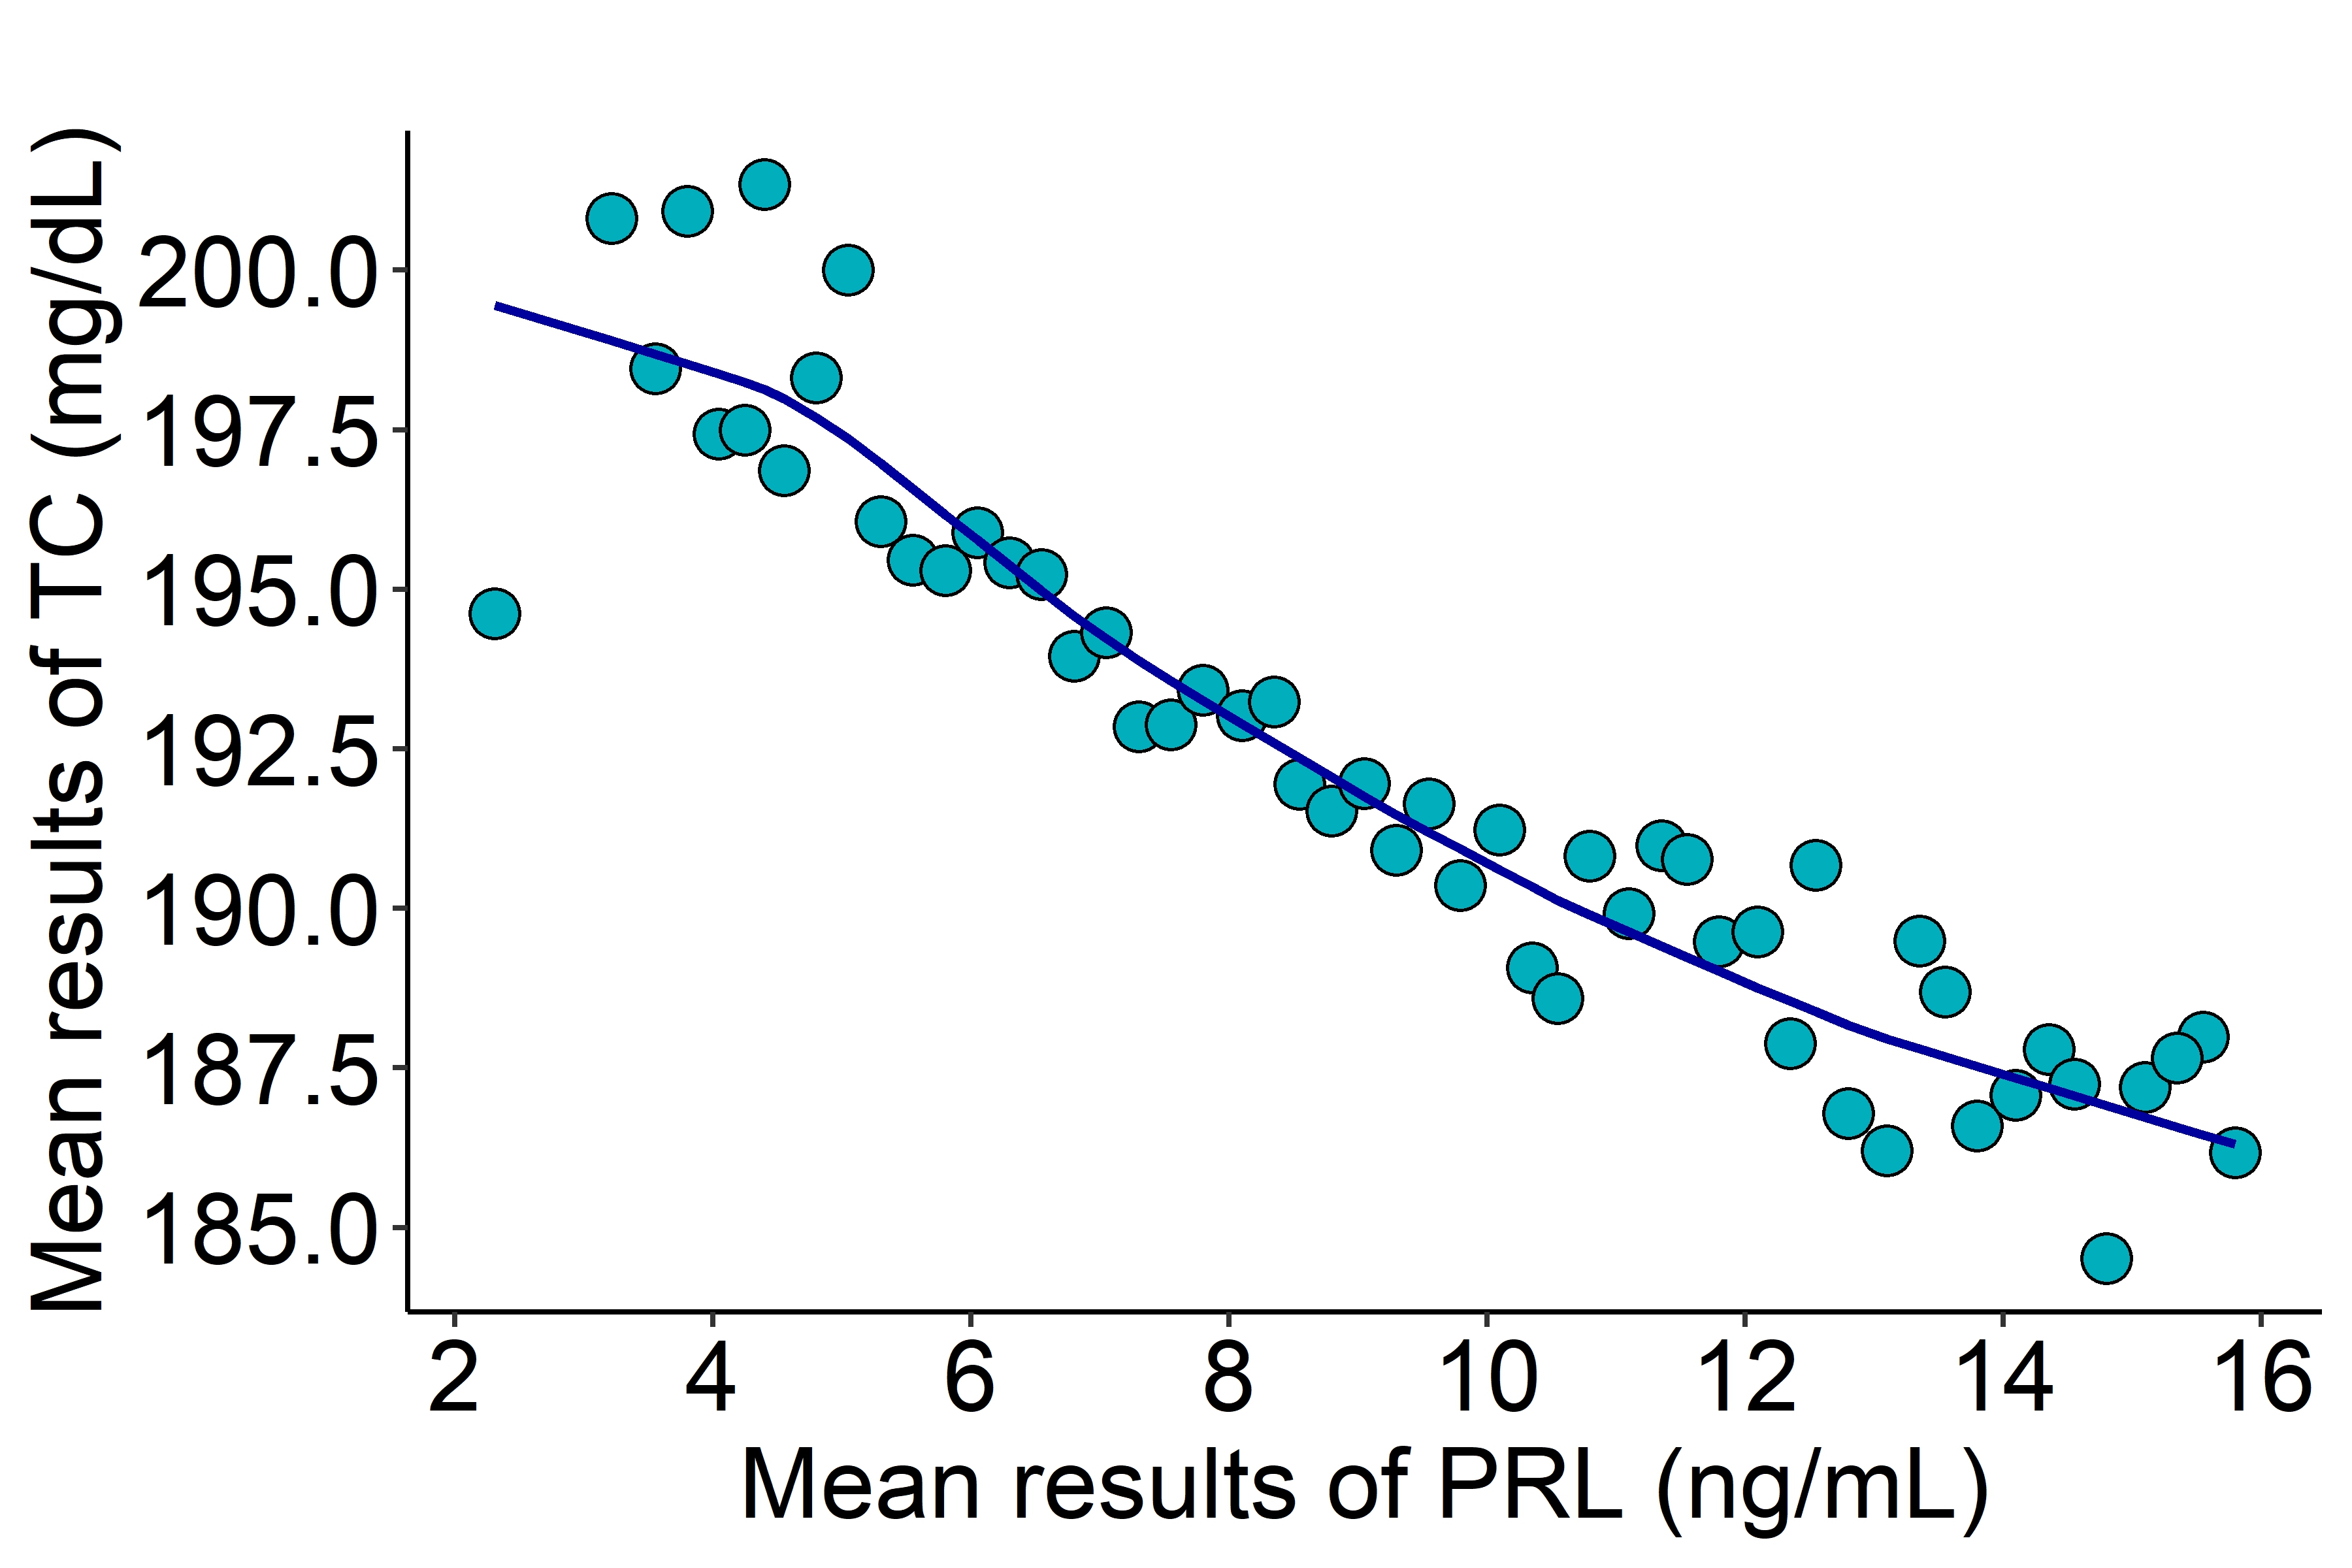 Mean results of TC (mg/dL)
200.0
197.5
195.0
192.5
190.0
187.5
185.0
2 4 6 8 10 12 14 16
Mean results of PRL (ng/mL)